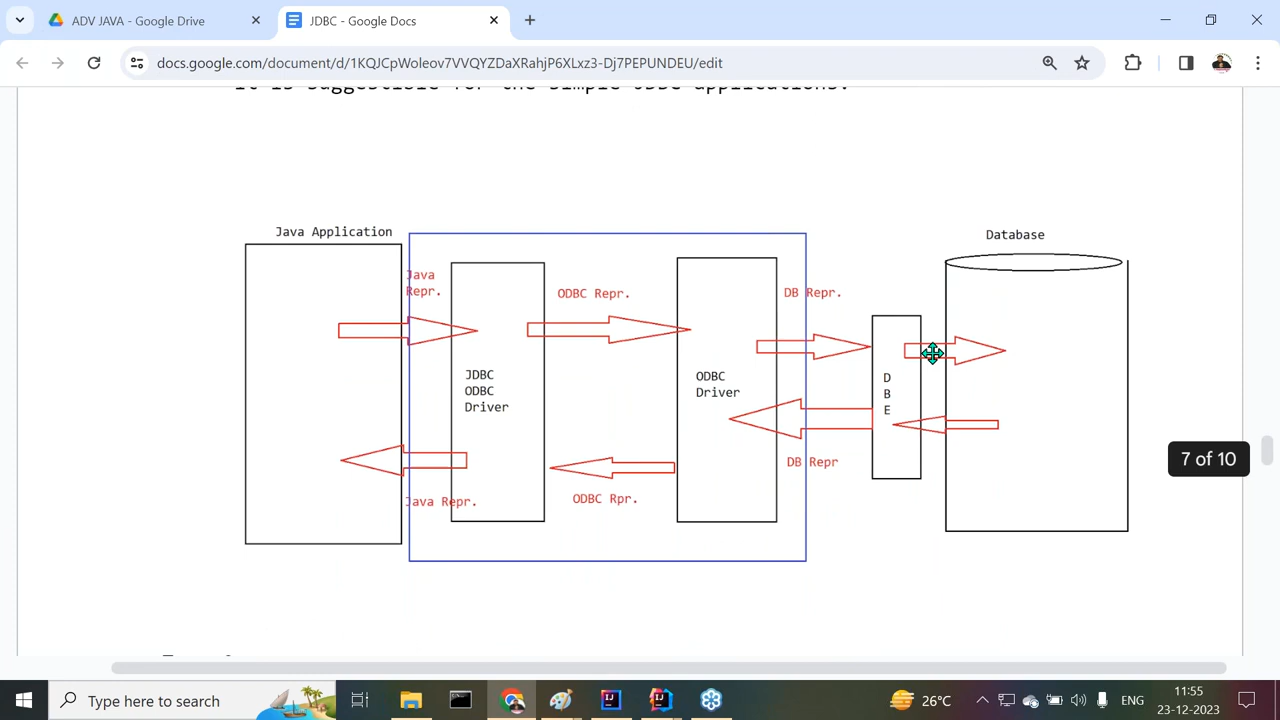 ADV JAVA - Google Drive
JDBC - Google Docs
docs.google.com/document/d/1KQJCpWoleov7VVQYZDaXRahjP6XLxz3-Dj7PEPUNDEU/edit
Java Application
Database
Java
Repr.
ODBC Repr.
DB Repr.
JDBC
ODBC
Driver
ODBC
Driver
D
B
E
DB Repr
Java Repr.
ODBC Rpr.
7 of 10
Type here to search
26°C
ENG
11:55
23-12-2023